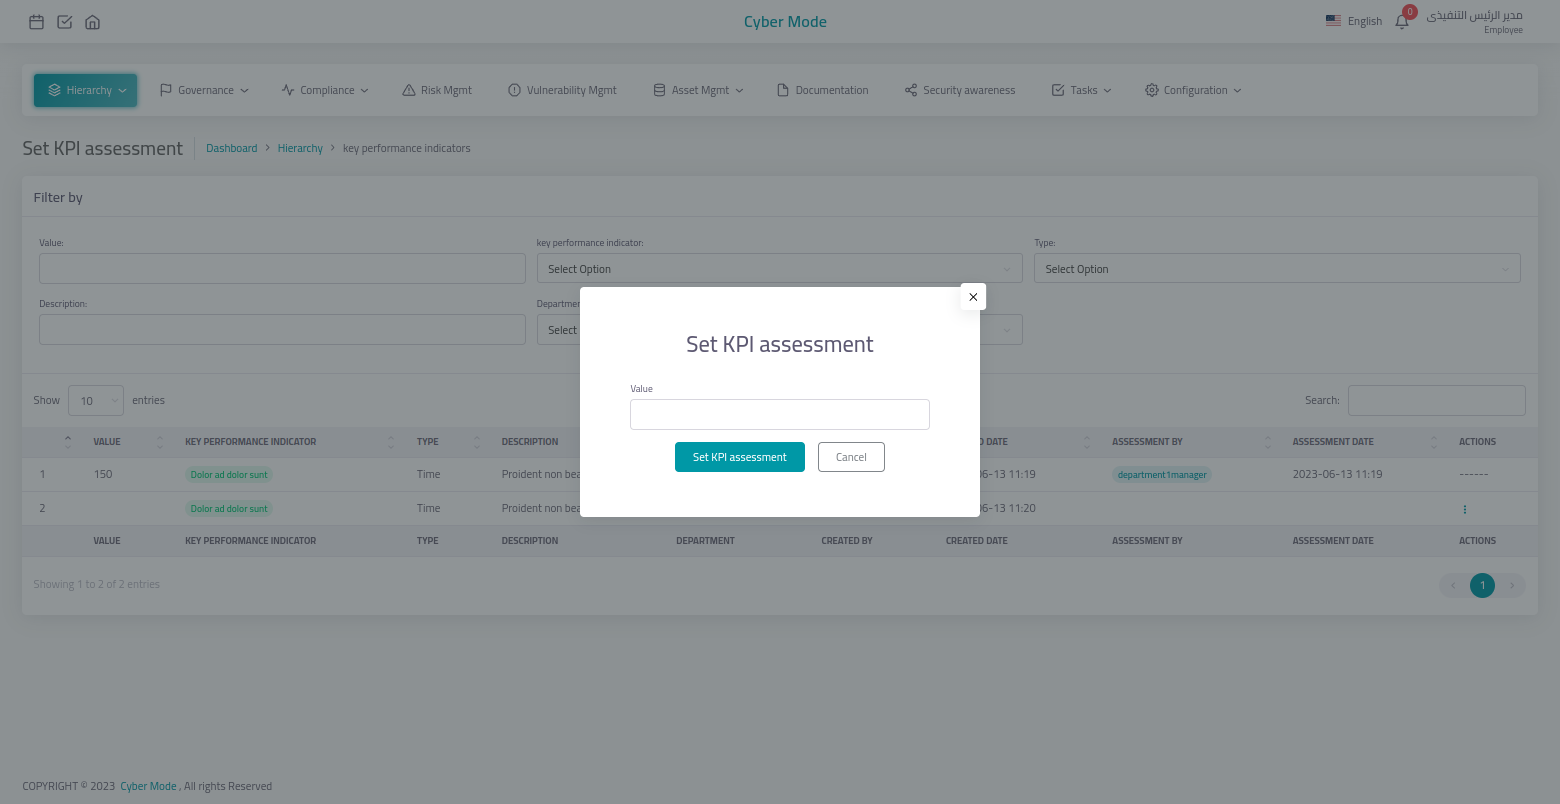 Cyber Mode
English
0
مدير الرئيس التنفيذى
Employee
Hierarchy
Governance
Compliance
Risk Mgmt
Vulnerability Mgmt
Asset Mgmt
Documentation
Security awareness
Tasks
Configuration
Set KPI assessment
Dashboard > Hierarchy > key performance indicators
Filter by
Value:
key performance indicator:
Type:
Select Option
Select Option
Description:
Select
Set KPI assessment
Value
Set KPI assessment
Cancel
Show 10 entries
Search:
VALUE KEY PERFORMANCE INDICATOR TYPE DESCRIPTION DATE ASSESSMENT BY ASSESSMENT DATE ACTIONS
1 150 Dolor ad dolor sunt Time Proident non 06-13 11:19 department1manager 2023-06-13 11:19 ------
2 Dolor ad dolor sunt Time Proident non 06-13 11:20
VALUE KEY PERFORMANCE INDICATOR TYPE DESCRIPTION DEPARTMENT CREATED BY CREATED DATE ASSESSMENT BY ASSESSMENT DATE ACTIONS
Showing 1 to 2 of 2 entries
1
COPYRIGHT © 2023 Cyber Mode , All rights Reserved